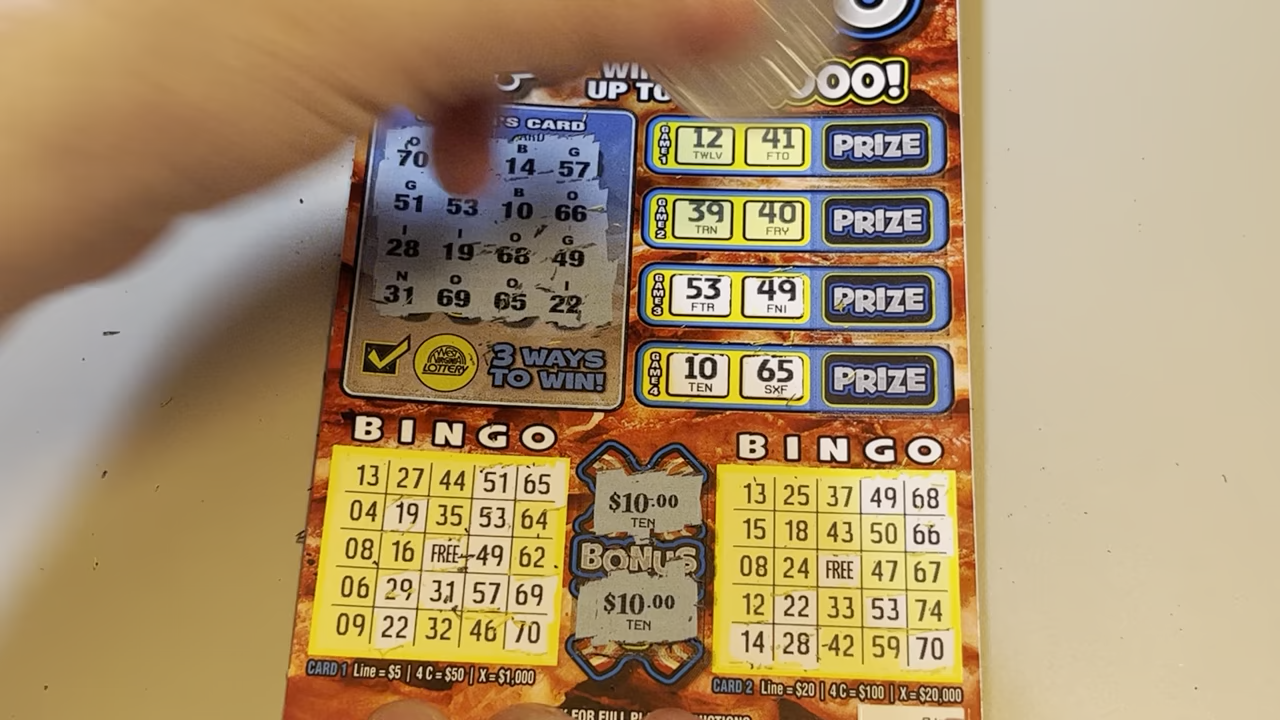 UP TO
000!
'S CARD
O B G
70 14 57
G B O
51 53 10 66
I I O G
28 19 68 49
N O O I
31 69 65 22
WEST VIRGINIA LOTTERY
3 WAYS
TO WIN!
GAME 1 12 TWLV 41 FTO PRIZE
GAME 2 39 TRN 40 FRY PRIZE
GAME 3 53 FTR 49 FNI PRIZE
GAME 4 10 TEN 65 SXF PRIZE
BINGO
13 27 44 51 65
04 19 35 53 64
08 16 FREE 49 62
06 29 31 57 69
09 22 32 46 70
CARD 1 Line = $5 | 4 C = $50 | X = $1,000
$10.00
TEN
BONUS
$10.00
TEN
BINGO
13 25 37 49 68
15 18 43 50 66
08 24 FREE 47 67
12 22 33 53 74
14 28 42 59 70
CARD 2 Line = $20 | 4 C = $100 | X = $20,000
FOR FULL